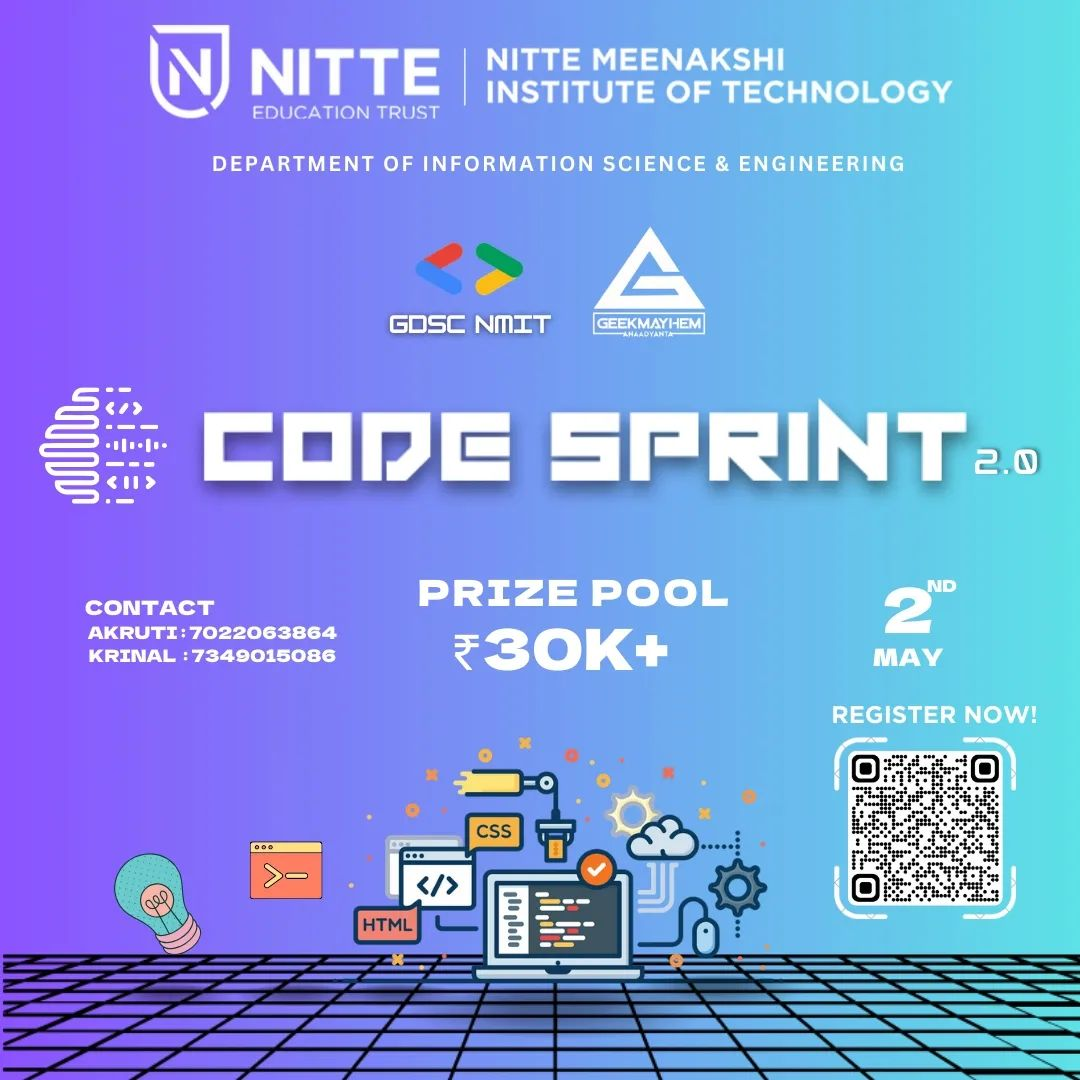 NITTE
EDUCATION TRUST
NITTE MEENAKSHI
INSTITUTE OF TECHNOLOGY
DEPARTMENT OF INFORMATION SCIENCE & ENGINEERING
GDSC NMIT
GEEKMAYHEM
ANAADYANTA
CODE SPRINT 2.0
CONTACT
AKRUTI : 7022063864
KRINAL : 7349015086
PRIZE POOL
₹30K+
2ND
MAY
REGISTER NOW!
CSS
</>
HTML